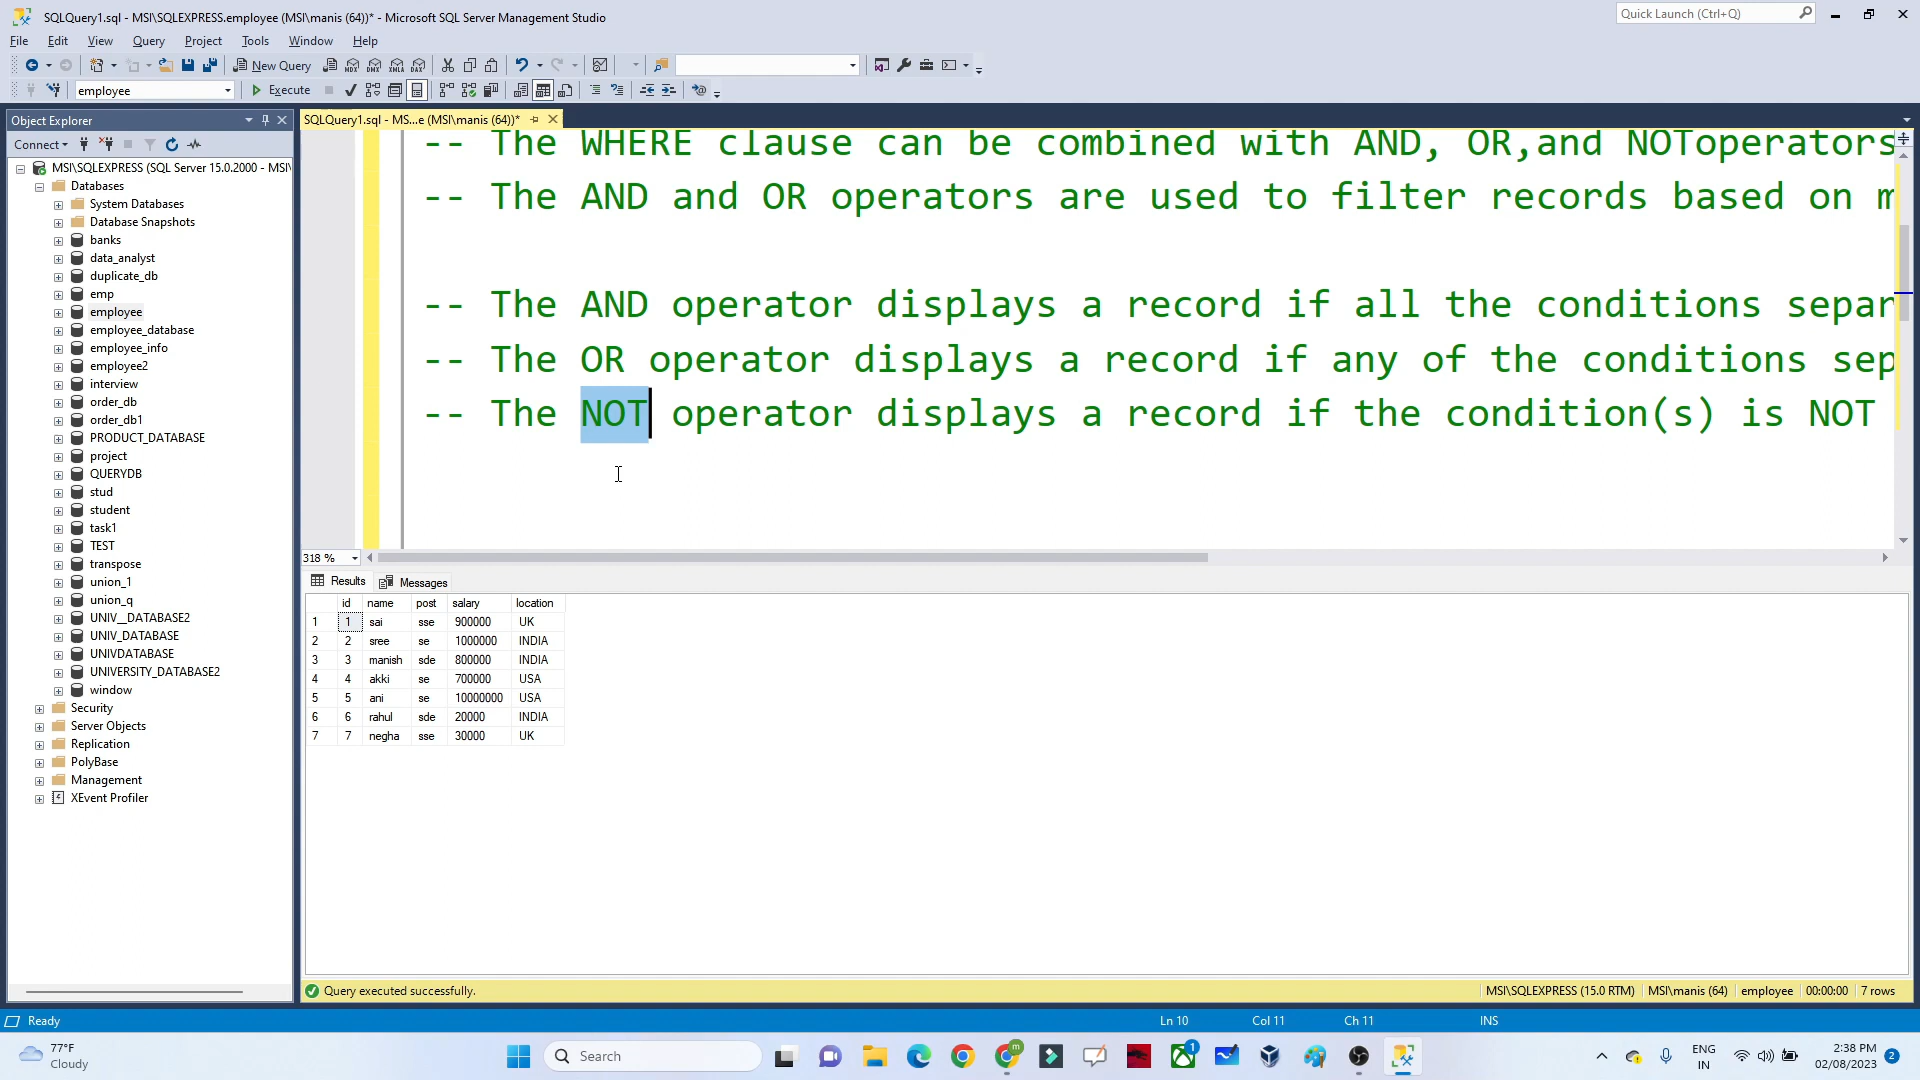 SQLQuery1.sql - MSI\SQLEXPRESS.employee (MSI\manis (64))* - Microsoft SQL Server Management Studio
Quick Launch (Ctrl+Q)
File Edit View Query Project Tools Window Help
New Query
employee Execute
Object Explorer
SQLQuery1.sql - MS...e (MSI\manis (64))*
Connect
MSI\SQLEXPRESS (SQL Server 15.0.2000 - MSI\
Databases
System Databases
Database Snapshots
banks
data_analyst
duplicate_db
emp
employee
employee_database
employee_info
employee2
interview
order_db
order_db1
PRODUCT_DATABASE
project
QUERYDB
stud
student
task1
TEST
transpose
union_1
union_q
UNIV__DATABASE2
UNIV_DATABASE
UNIVDATABASE
UNIVERSITY_DATABASE2
window
Security
Server Objects
Replication
PolyBase
Management
XEvent Profiler
-- The WHERE clause can be combined with AND, OR,and NOToperators
-- The AND and OR operators are used to filter records based on m
-- The AND operator displays a record if all the conditions separ
-- The OR operator displays a record if any of the conditions sep
-- The NOT operator displays a record if the condition(s) is NOT
318 %
Results Messages
id name post salary location
1 1 sai sse 900000 UK
2 2 sree se 1000000 INDIA
3 3 manish sde 800000 INDIA
4 4 akki se 700000 USA
5 5 ani se 10000000 USA
6 6 rahul sde 20000 INDIA
7 7 negha sse 30000 UK
Query executed successfully.
MSI\SQLEXPRESS (15.0 RTM) MSI\manis (64) employee 00:00:00 7 rows
Ready Ln 10 Col 11 Ch 11 INS
77°F
Cloudy
Search
m
1
ENG
IN
2:38 PM
02/08/2023
2